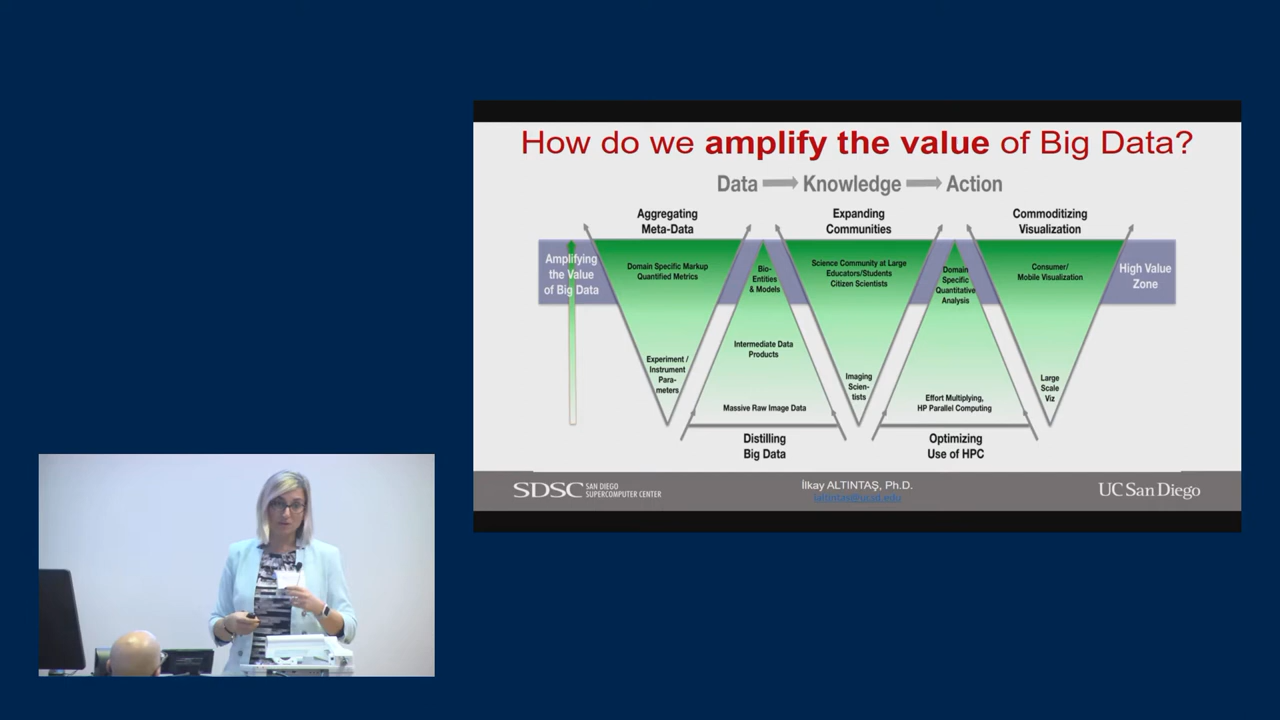 How do we amplify the value of Big Data?
Data Knowledge Action
Aggregating
Meta-Data
Expanding
Communities
Commoditizing
Visualization
Amplifying
the Value
of Big Data
Domain Specific Markup
Quantified Metrics
Experiment /
Instrument
Para-
meters
Bio-
Entities
& Models
Intermediate Data
Products
Massive Raw Image Data
Science Community at Large
Educators/Students
Citizen Scientists
Imaging
Scien-
tists
Domain
Specific
Quantitative
Analysis
Effort Multiplying,
HP Parallel Computing
Consumer/
Mobile Visualization
Large
Scale
Viz
High Value
Zone
Distilling
Big Data
Optimizing
Use of HPC
SDSC SAN DIEGO
SUPERCOMPUTER CENTER
İlkay ALTINTAŞ, Ph.D.
ialtintas@ucsd.edu
UC San Diego